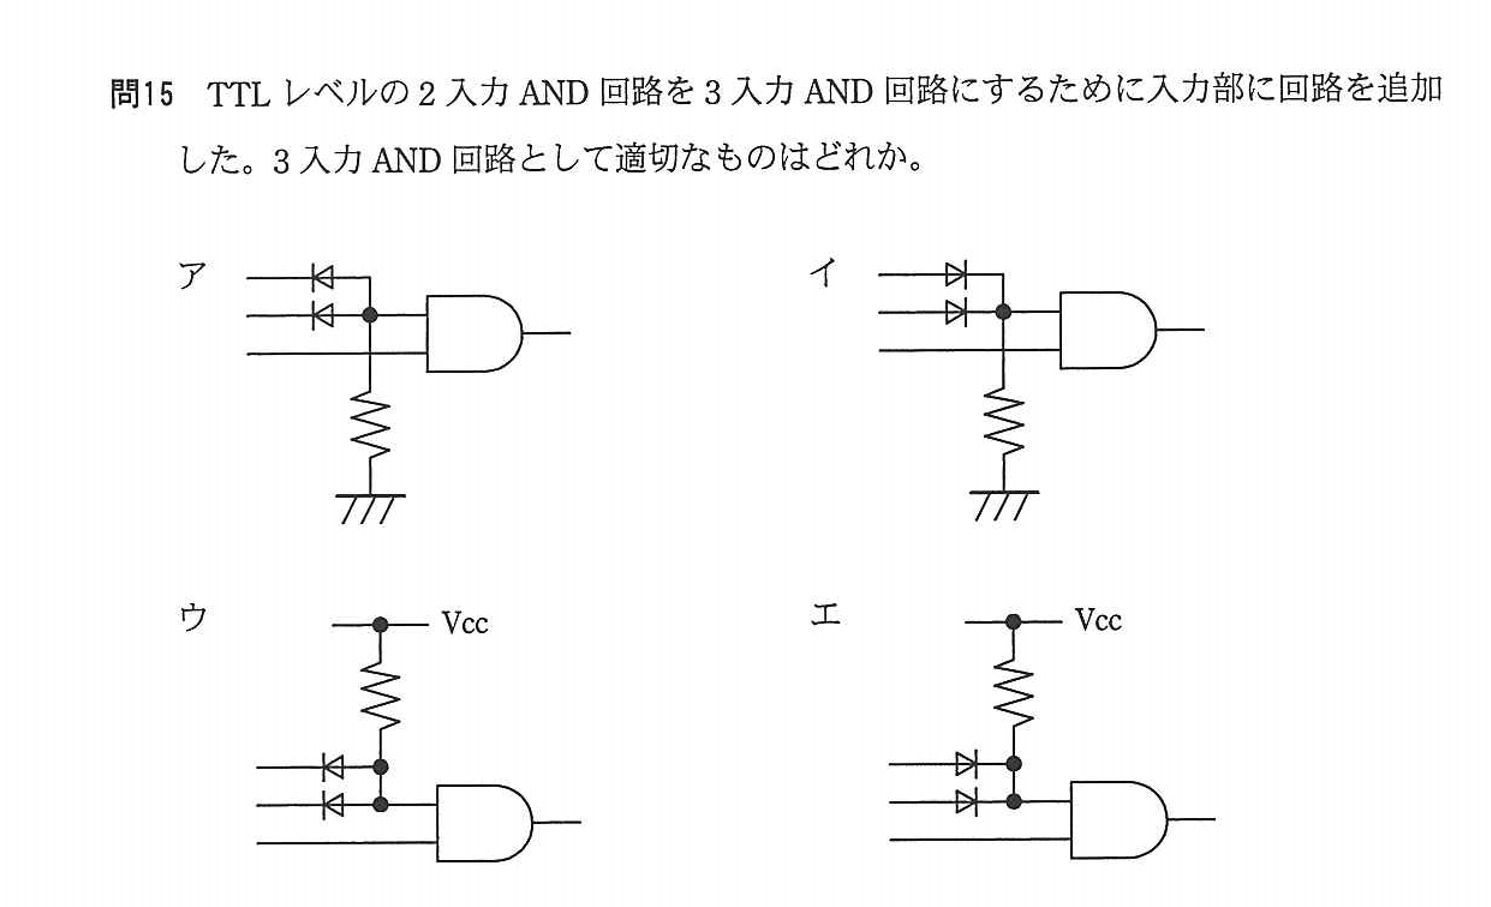 問15 TTL レベルの 2 入力 AND 回路を 3 入力 AND 回路にするために入力部に回路を追加
した。3 入力 AND 回路として適切なものはどれか。
ア
イ
ウ
Vcc
エ
Vcc